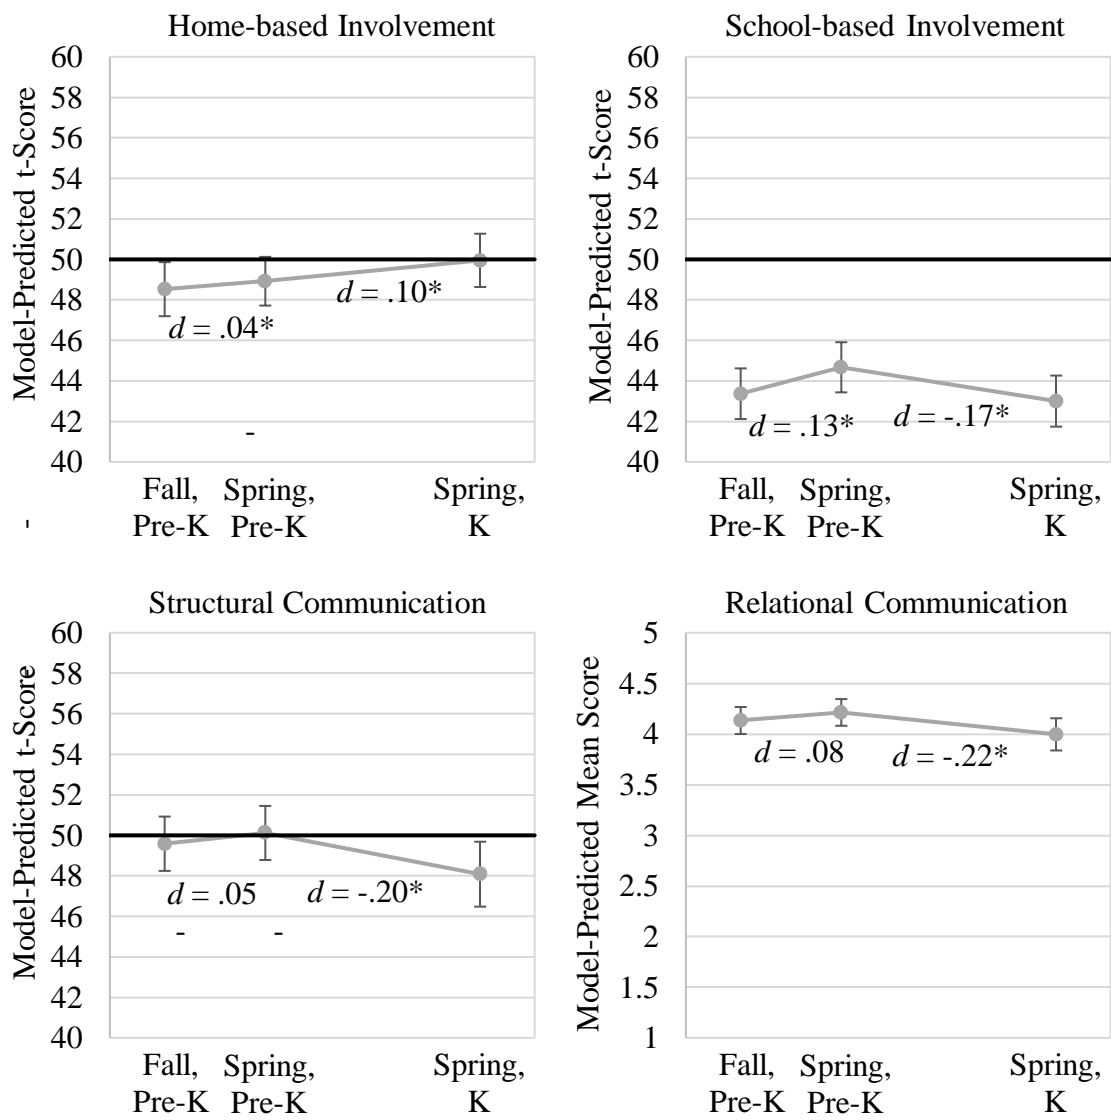 Home-based Involvement
Model-Predicted t-Score
60
58
56
54
52
50
48
46
44
42
40
d = .04*
d = .10*
-
Fall,
Pre-K
Spring,
Pre-K
Spring,
K
-
School-based Involvement
Model-Predicted t-Score
60
58
56
54
52
50
48
46
44
42
40
d = .13*
d = -.17*
Fall,
Pre-K
Spring,
Pre-K
Spring,
K
Structural Communication
Model-Predicted t-Score
60
58
56
54
52
50
48
46
44
42
40
d = .05
d = -.20*
- -
Fall,
Pre-K
Spring,
Pre-K
Spring,
K
Relational Communication
Model-Predicted Mean Score
5
4.5
4
3.5
3
2.5
2
1.5
1
d = .08
d = -.22*
Fall,
Pre-K
Spring,
Pre-K
Spring,
K